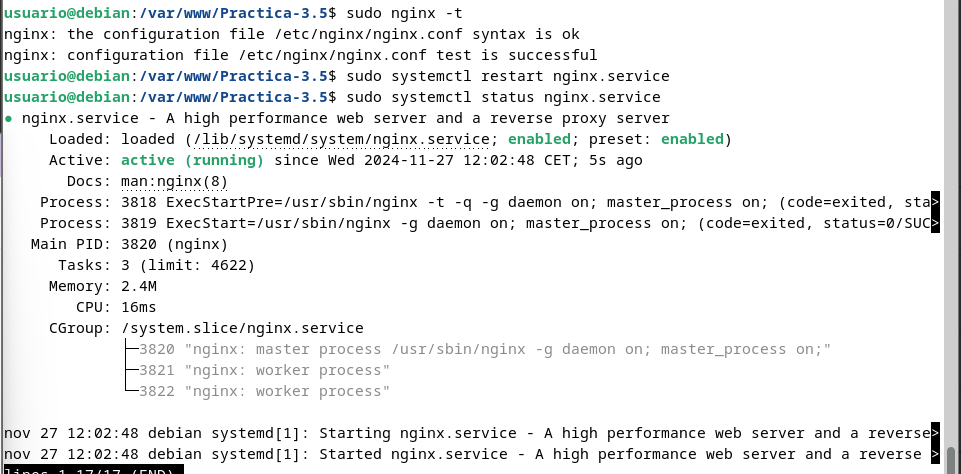 usuario@debian:/var/www/Practica-3.5$ sudo nginx -t
nginx: the configuration file /etc/nginx/nginx.conf syntax is ok
nginx: configuration file /etc/nginx/nginx.conf test is successful
usuario@debian:/var/www/Practica-3.5$ sudo systemctl restart nginx.service
usuario@debian:/var/www/Practica-3.5$ sudo systemctl status nginx.service
● nginx.service - A high performance web server and a reverse proxy server
     Loaded: loaded (/lib/systemd/system/nginx.service; enabled; preset: enabled)
     Active: active (running) since Wed 2024-11-27 12:02:48 CET; 5s ago
       Docs: man:nginx(8)
    Process: 3818 ExecStartPre=/usr/sbin/nginx -t -q -g daemon on; master_process on; (code=exited, sta>
    Process: 3819 ExecStart=/usr/sbin/nginx -g daemon on; master_process on; (code=exited, status=0/SUC>
   Main PID: 3820 (nginx)
      Tasks: 3 (limit: 4622)
     Memory: 2.4M
        CPU: 16ms
     CGroup: /system.slice/nginx.service
             ├─3820 "nginx: master process /usr/sbin/nginx -g daemon on; master_process on;"
             ├─3821 "nginx: worker process"
             └─3822 "nginx: worker process"
nov 27 12:02:48 debian systemd[1]: Starting nginx.service - A high performance web server and a reverse>
nov 27 12:02:48 debian systemd[1]: Started nginx.service - A high performance web server and a reverse >
lines 1-17/17 (END)